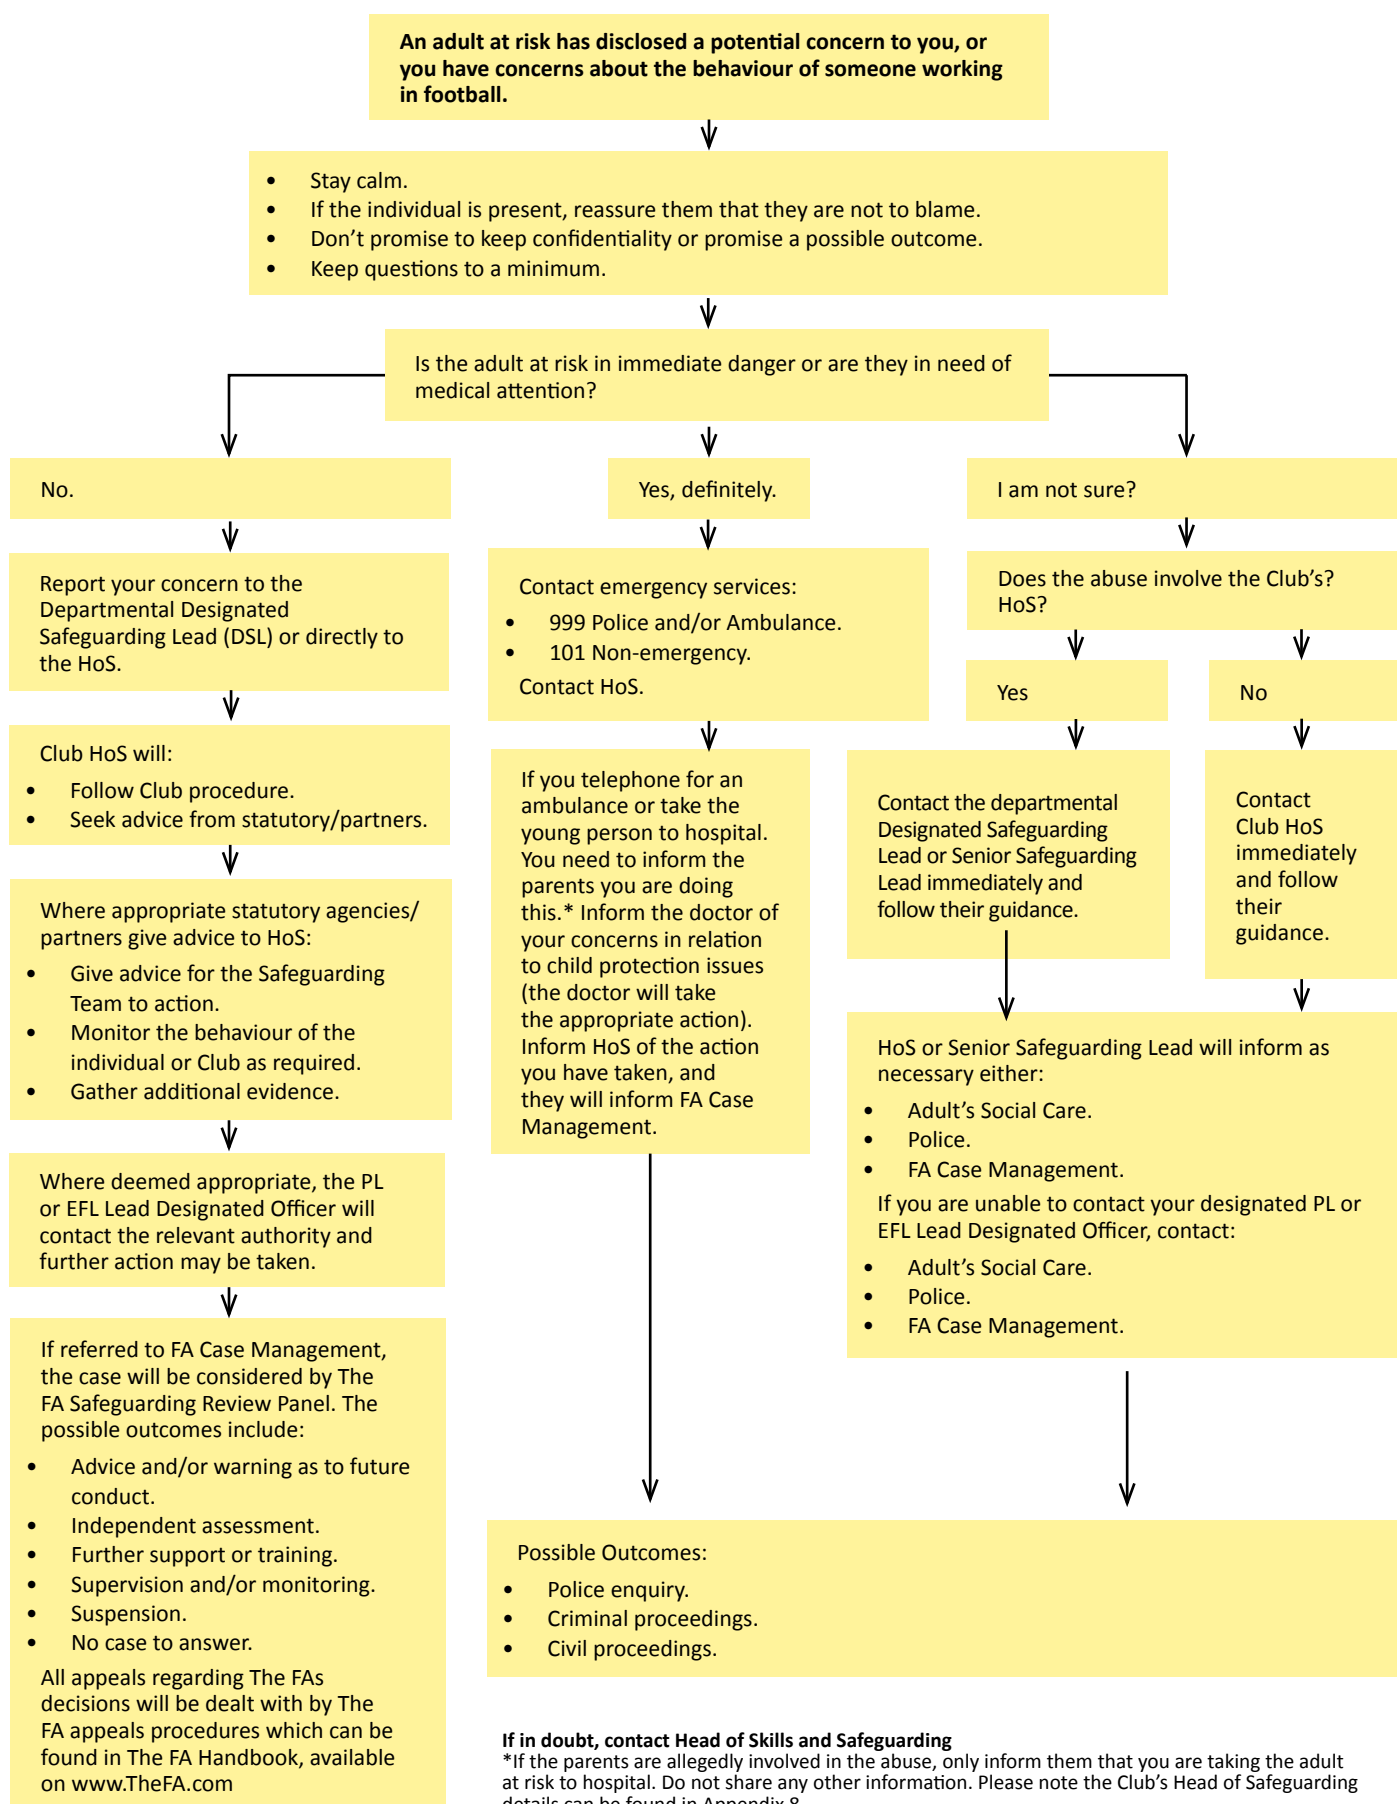 An adult at risk has disclosed a potential concern to you, or
you have concerns about the behaviour of someone working
in football.
• Stay calm.
• If the individual is present, reassure them that they are not to blame.
• Don't promise to keep confidentiality or promise a possible outcome.
• Keep questions to a minimum.
Is the adult at risk in immediate danger or are they in need of
medical attention?
No.
Report your concern to the
Departmental Designated
Safeguarding Lead (DSL) or directly to
the HoS.
Club HoS will:
• Follow Club procedure.
• Seek advice from statutory/partners.
Where appropriate statutory agencies/
partners give advice to HoS:
• Give advice for the Safeguarding
Team to action.
• Monitor the behaviour of the
individual or Club as required.
• Gather additional evidence.
Where deemed appropriate, the PL
or EFL Lead Designated Officer will
contact the relevant authority and
further action may be taken.
If referred to FA Case Management,
the case will be considered by The
FA Safeguarding Review Panel. The
possible outcomes include:
• Advice and/or warning as to future
conduct.
• Independent assessment.
• Further support or training.
• Supervision and/or monitoring.
• Suspension.
• No case to answer.
All appeals regarding The FAs
decisions will be dealt with by The
FA appeals procedures which can be
found in The FA Handbook, available
on www.TheFA.com
Yes, definitely.
Contact emergency services:
• 999 Police and/or Ambulance.
• 101 Non-emergency.
Contact HoS.
If you telephone for an
ambulance or take the
young person to hospital.
You need to inform the
parents you are doing
this.* Inform the doctor of
your concerns in relation
to child protection issues
(the doctor will take
the appropriate action).
Inform HoS of the action
you have taken, and
they will inform FA Case
Management.
I am not sure?
Does the abuse involve the Club's?
HoS?
Yes
Contact the departmental
Designated Safeguarding
Lead or Senior Safeguarding
Lead immediately and
follow their guidance.
No
Contact
Club HoS
immediately
and follow
their
guidance.
HoS or Senior Safeguarding Lead will inform as
necessary either:
• Adult's Social Care.
• Police.
• FA Case Management.
If you are unable to contact your designated PL or
EFL Lead Designated Officer, contact:
• Adult's Social Care.
• Police.
• FA Case Management.
Possible Outcomes:
• Police enquiry.
• Criminal proceedings.
• Civil proceedings.
If in doubt, contact Head of Skills and Safeguarding
*If the parents are allegedly involved in the abuse, only inform them that you are taking the adult
at risk to hospital. Do not share any other information. Please note the Club's Head of Safeguarding
details can be found in Appendix 8